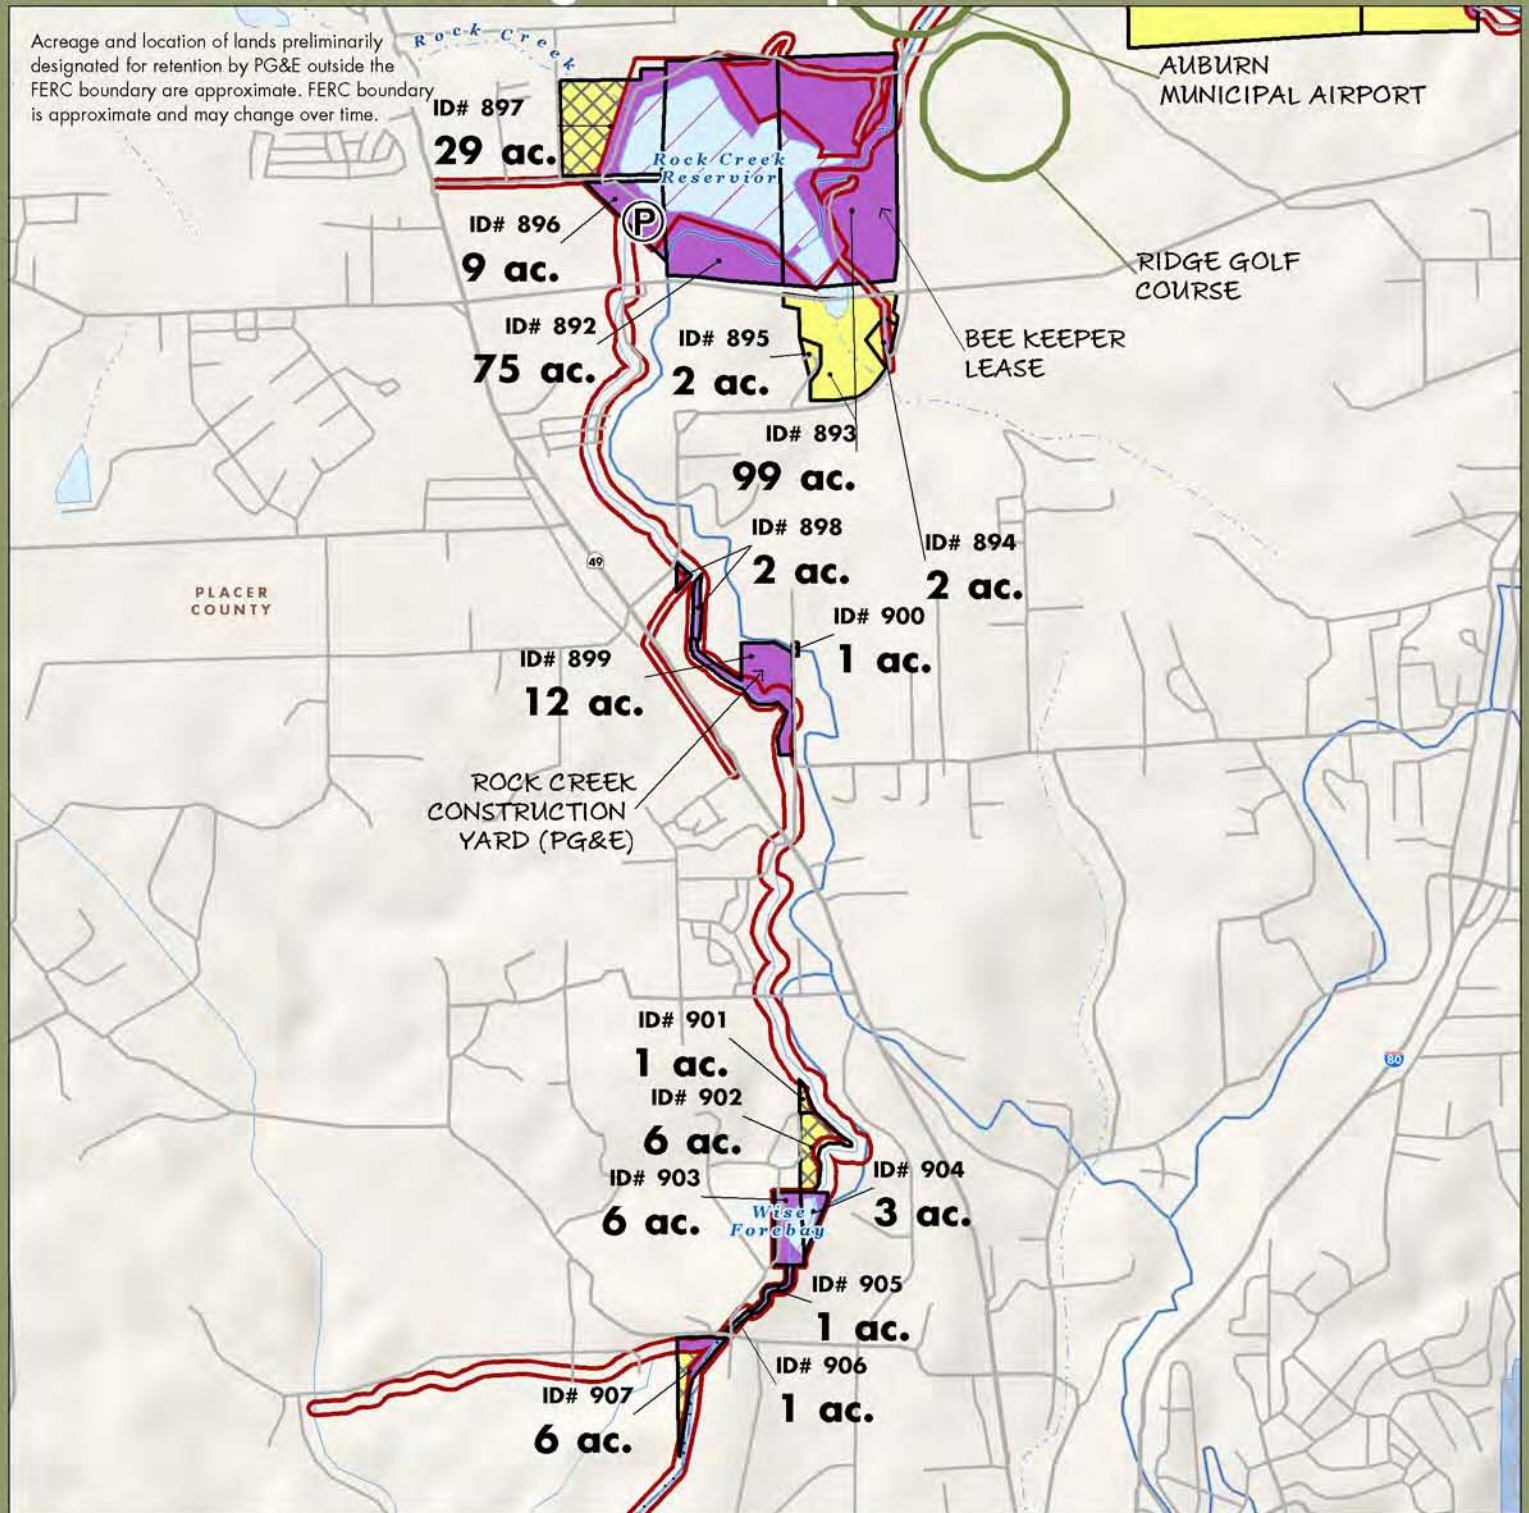 Acreage and location of lands preliminarily
designated for retention by PG&E outside the
FERC boundary are approximate. FERC boundary
is approximate and may change over time.
Rock Creek
AUBURN
MUNICIPAL AIRPORT
ID# 897
29 ac.
Rock Creek
Reservior
P
ID# 896
9 ac.
RIDGE GOLF
COURSE
ID# 892
75 ac.
ID# 895
2 ac.
BEE KEEPER
LEASE
ID# 893
99 ac.
ID# 898
2 ac.
ID# 894
2 ac.
49
PLACER
COUNTY
ID# 900
1 ac.
ID# 899
12 ac.
ROCK CREEK
CONSTRUCTION
YARD (PG&E)
ID# 901
1 ac.
80
ID# 902
6 ac.
ID# 903
6 ac.
ID# 904
3 ac.
Wise
Forebay
ID# 905
1 ac.
ID# 906
1 ac.
ID# 907
6 ac.